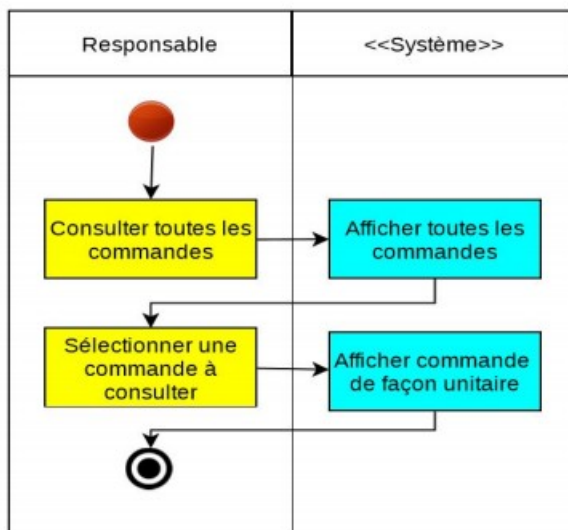 Responsable
<<Système>>
Consulter toutes les
commandes
Afficher toutes les
commandes
Sélectionner une
commande à
consulter
Afficher commande
de façon unitaire